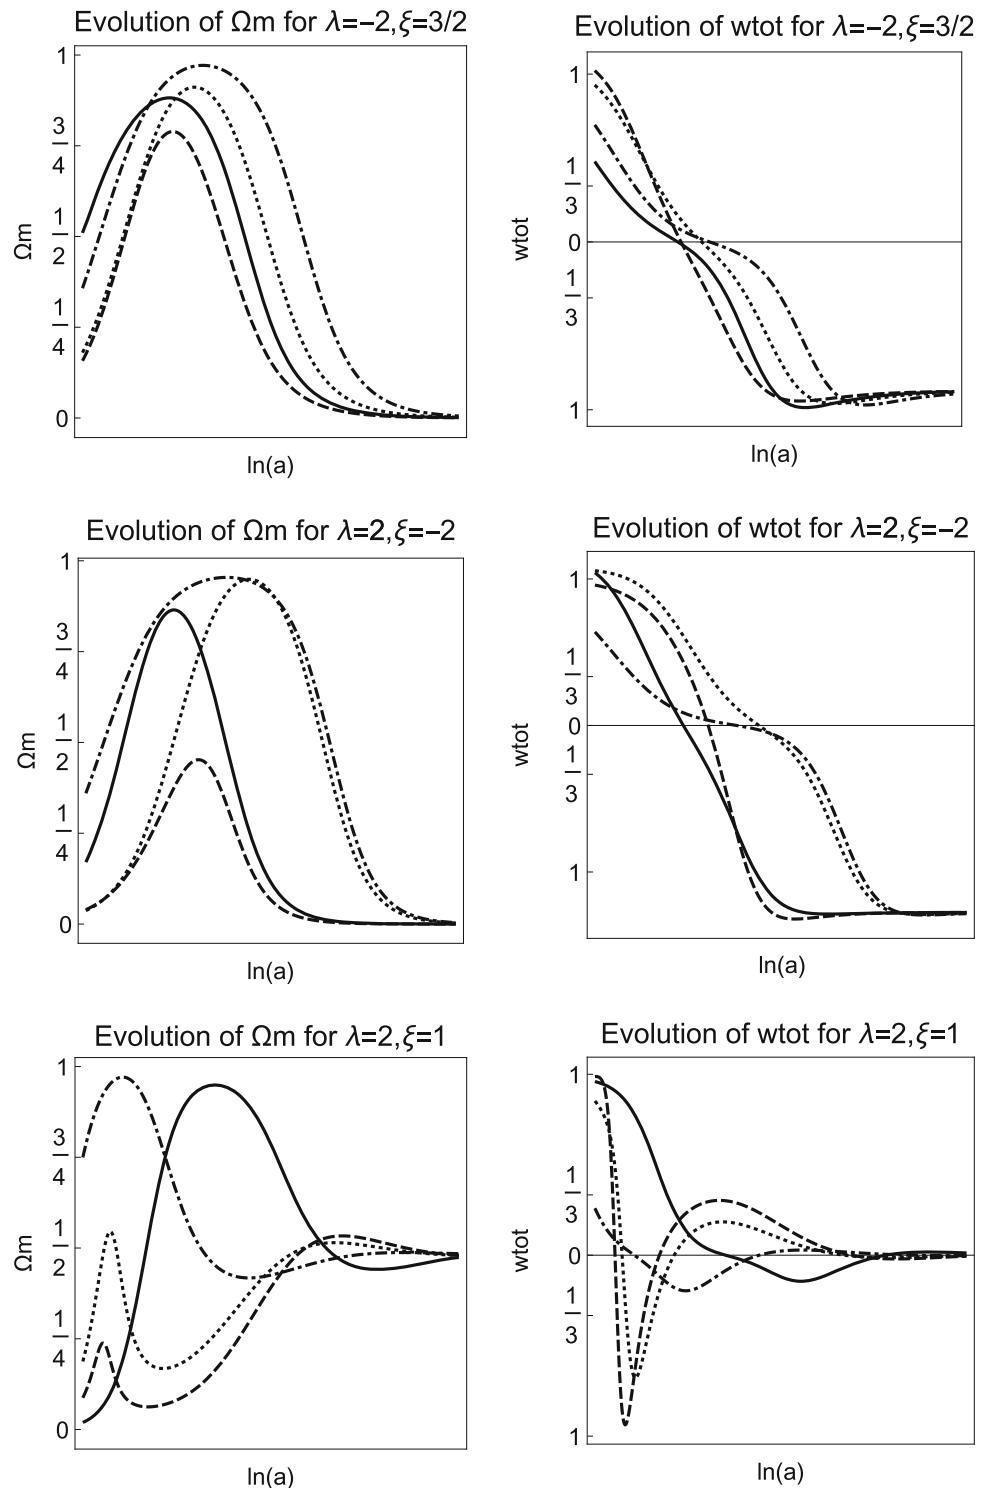 Evolution of Ωm for λ=−2,ξ=3/2
1
3
4
1
2
1
4
0
Ωm
ln(a)
Evolution of wtot for λ=−2,ξ=3/2
1
1
3
0
1
3
1
wtot
ln(a)
Evolution of Ωm for λ=2,ξ=−2
1
3
4
1
2
1
4
0
Ωm
ln(a)
Evolution of wtot for λ=2,ξ=−2
1
1
3
0
1
3
1
wtot
ln(a)
Evolution of Ωm for λ=2,ξ=1
1
3
4
1
2
1
4
0
Ωm
ln(a)
Evolution of wtot for λ=2,ξ=1
1
1
3
0
1
3
1
wtot
ln(a)